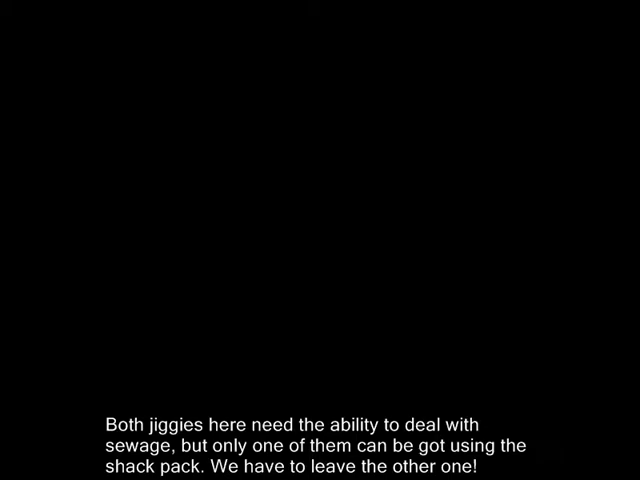 Both jiggies here need the ability to deal with
sewage, but only one of them can be got using the
shack pack. We have to leave the other one!